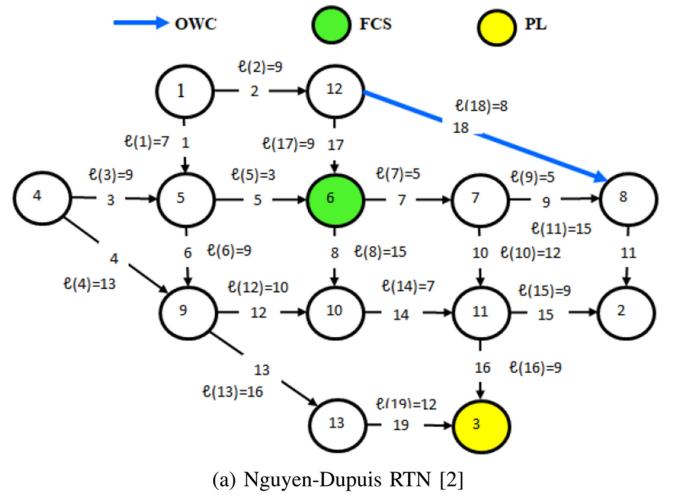 OWC FCS PL
ℓ(2)=9
1 2 12
ℓ(18)=8
18
ℓ(1)=7 1 ℓ(17)=9 17
ℓ(3)=9 ℓ(5)=3 ℓ(7)=5 ℓ(9)=5
4 3 5 5 6 7 7 9 8
ℓ(11)=15
4 6 ℓ(6)=9 8 ℓ(8)=15 10 ℓ(10)=12 11
ℓ(4)=13 ℓ(12)=10 ℓ(14)=7 ℓ(15)=9
9 12 10 14 11 15 2
13 16 ℓ(16)=9
ℓ(13)=16
ℓ(19)=12
13 19 3
(a) Nguyen-Dupuis RTN [2]